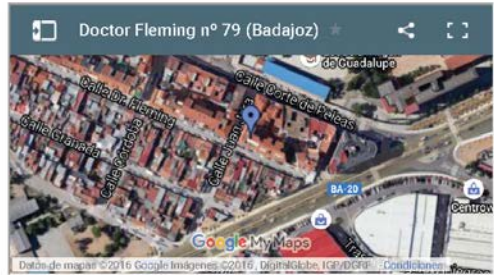 Doctor Fleming nº 79 (Badajoz)
de Guadalupe
Calle Corte de Peleas
Calle Dr. Fleming
Calle Granada
Calle Córdoba
BA-20
Centrovi
Google My Maps
Datos de mapas ©2016 Google Imágenes ©2016 , DigitalGlobe, IGP/DGRF
Condiciones